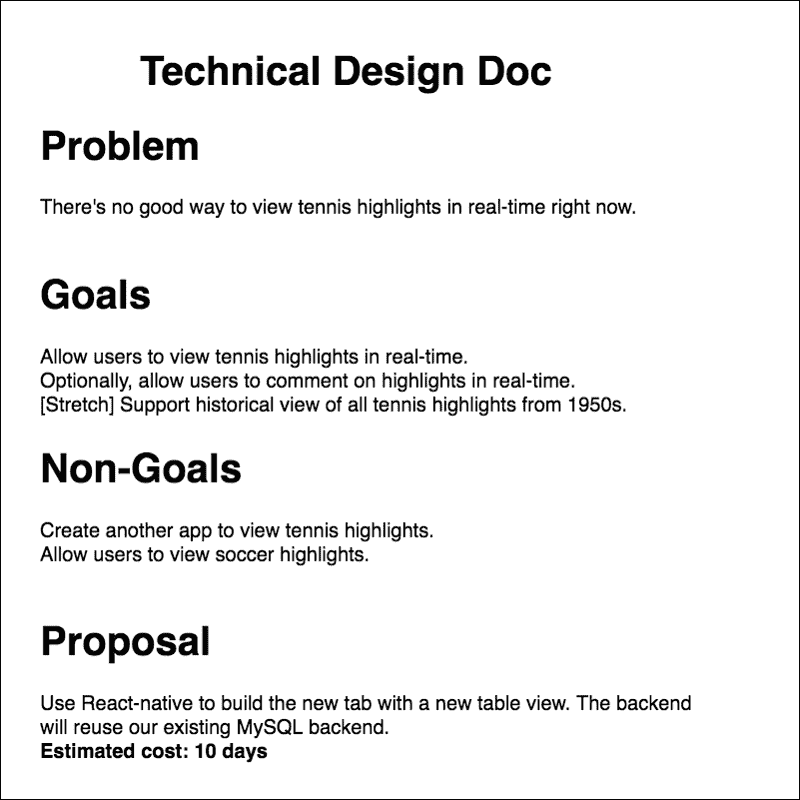 Technical Design Doc
Problem
There's no good way to view tennis highlights in real-time right now.
Goals
Allow users to view tennis highlights in real-time.
Optionally, allow users to comment on highlights in real-time.
[Stretch] Support historical view of all tennis highlights from 1950s.
Non-Goals
Create another app to view tennis highlights.
Allow users to view soccer highlights.
Proposal
Use React-native to build the new tab with a new table view. The backend
will reuse our existing MySQL backend.
Estimated cost: 10 days